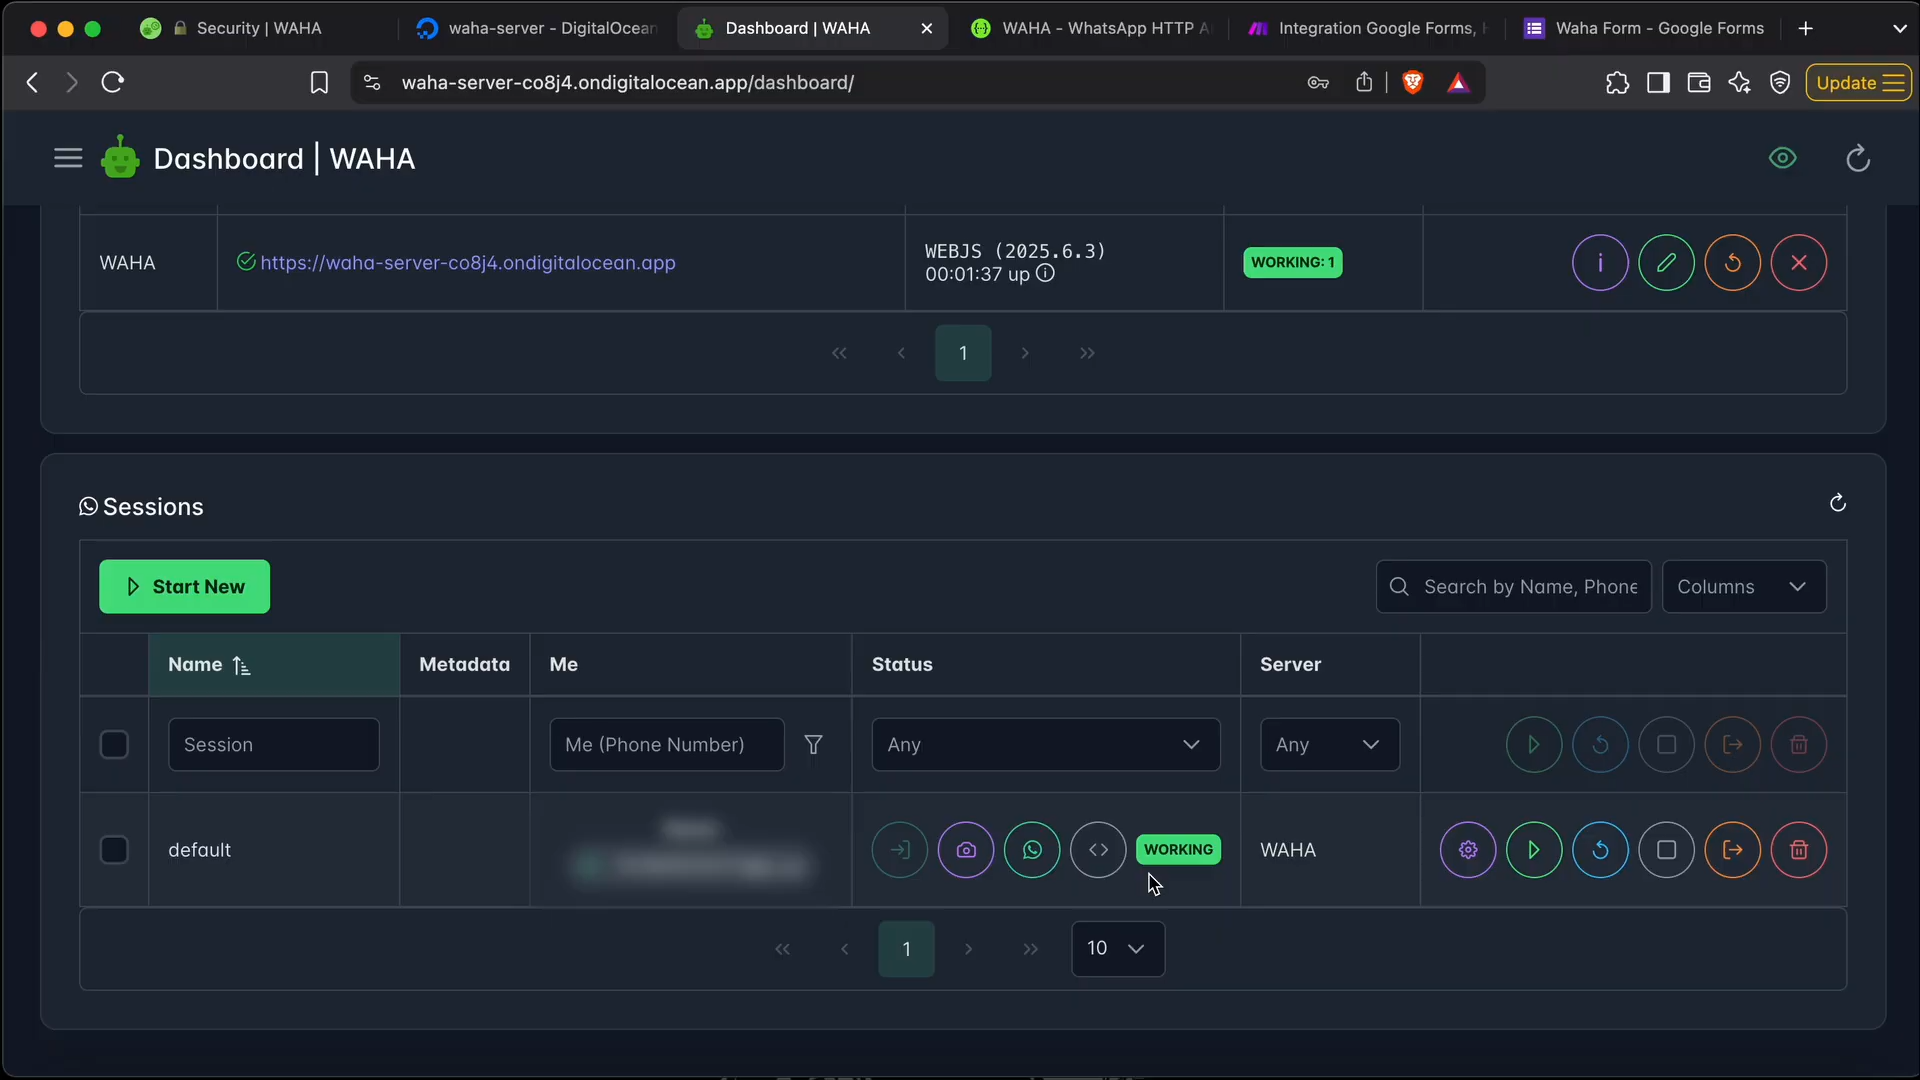 Security | WAHA
waha-server - DigitalOcean
Dashboard | WAHA
WAHA - WhatsApp HTTP A
Integration Google Forms,
Waha Form - Google Forms
waha-server-co8j4.ondigitalocean.app/dashboard/
Update
Dashboard | WAHA
WAHA
https://waha-server-co8j4.ondigitalocean.app
WEBJS (2025.6.3)
00:01:37 up
WORKING: 1
1
Sessions
Start New
Search by Name, Phone
Columns
Name
Metadata
Me
Status
Server
Session
Me (Phone Number)
Any
Any
default
WORKING
WAHA
1
10